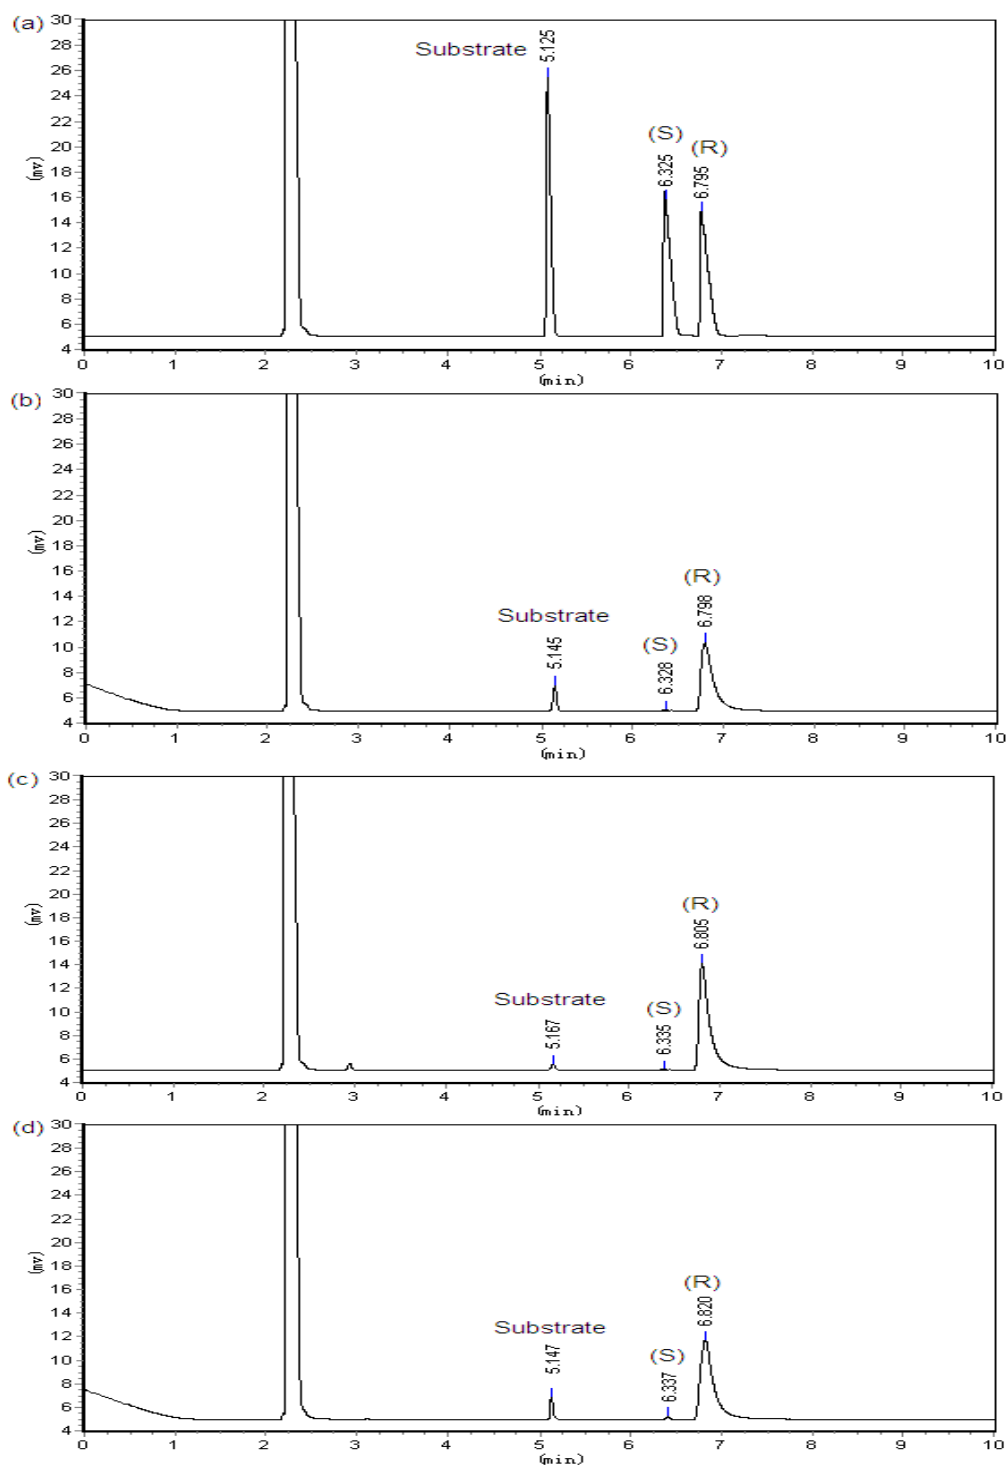 (a)
30
28
26
24
22
20
18
16
14
12
10
8
6
4
(mv)
Substrate
5.125
(S)
6.325
(R)
6.795
0 1 2 3 4 5 6 7 8 9 10
(min)
(b)
30
28
26
24
22
20
18
16
14
12
10
8
6
4
(mv)
Substrate
5.145
(S)
6.328
(R)
6.798
0 1 2 3 4 5 6 7 8 9 10
(min)
(c)
30
28
26
24
22
20
18
16
14
12
10
8
6
4
(mv)
Substrate
5.167
(S)
6.335
(R)
6.805
0 1 2 3 4 5 6 7 8 9 10
(min)
(d)
30
28
26
24
22
20
18
16
14
12
10
8
6
4
(mv)
Substrate
5.147
(S)
6.337
(R)
6.820
0 1 2 3 4 5 6 7 8 9 10
(min)